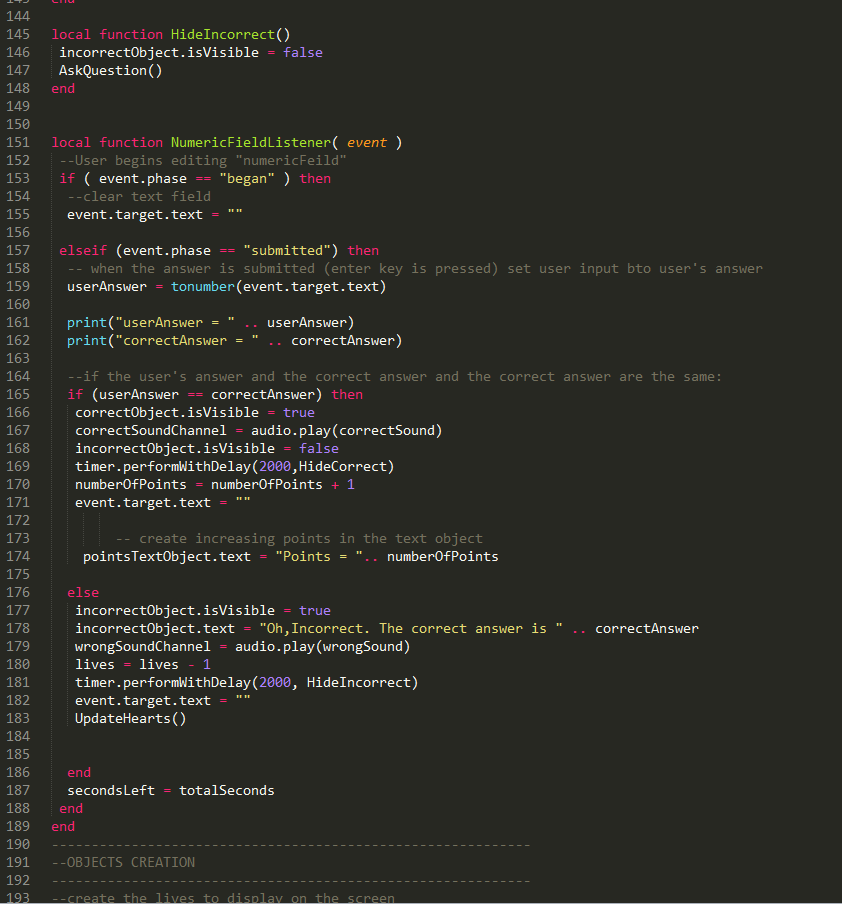 143 end
144
145 local function HideIncorrect()
146 incorrectObject.isVisible = false
147 AskQuestion()
148 end
149
150
151 local function NumericFieldListener( event )
152 --User begins editing "numericFeild"
153 if ( event.phase == "began" ) then
154 --clear text field
155 event.target.text = ""
156
157 elseif (event.phase == "submitted") then
158 -- when the answer is submitted (enter key is pressed) set user input bto user's answer
159 userAnswer = tonumber(event.target.text)
160
161 print("userAnswer = " .. userAnswer)
162 print("correctAnswer = " .. correctAnswer)
163
164 --if the user's answer and the correct answer and the correct answer are the same:
165 if (userAnswer == correctAnswer) then
166 correctObject.isVisible = true
167 correctSoundChannel = audio.play(correctSound)
168 incorrectObject.isVisible = false
169 timer.performWithDelay(2000,HideCorrect)
170 numberOfPoints = numberOfPoints + 1
171 event.target.text = ""
172
173 -- create increasing points in the text object
174 pointsTextObject.text = "Points = ".. numberOfPoints
175
176 else
177 incorrectObject.isVisible = true
178 incorrectObject.text = "Oh,Incorrect. The correct answer is " .. correctAnswer
179 wrongSoundChannel = audio.play(wrongSound)
180 lives = lives - 1
181 timer.performWithDelay(2000, HideIncorrect)
182 event.target.text = ""
183 UpdateHearts()
184
185
186 end
187 secondsLeft = totalSeconds
188 end
189 end
190 ------------------------------------------------------------
191 --OBJECTS CREATION
192 ------------------------------------------------------------
193 --create the lives to display on the screen